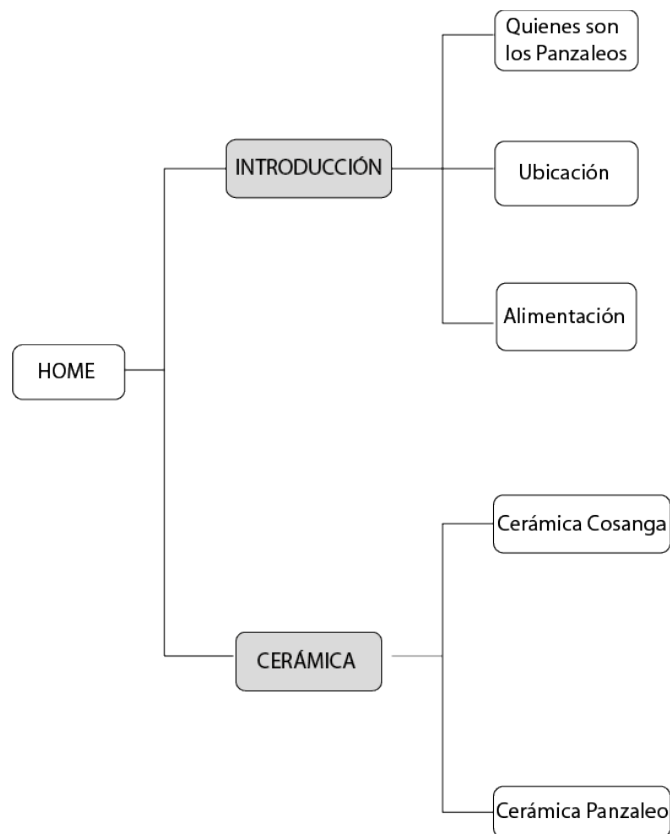 Quienes son
los Panzaleos
INTRODUCCIÓN
Ubicación
Alimentación
HOME
Cerámica Cosanga
CERÁMICA
Cerámica Panzaleo